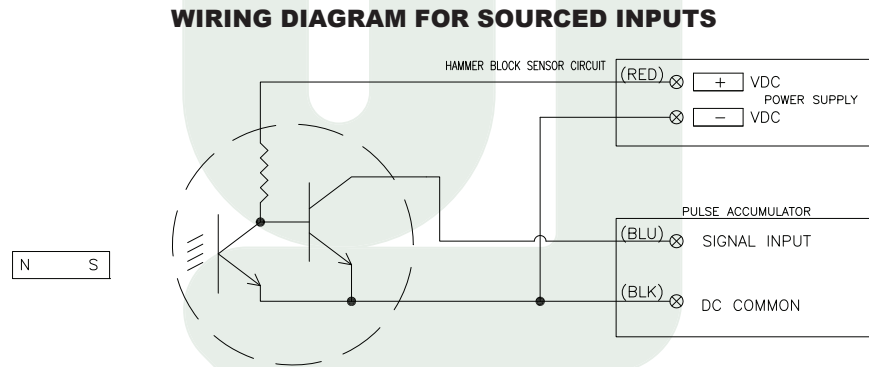 WIRING DIAGRAM FOR SOURCED INPUTS
HAMMER BLOCK SENSOR CIRCUIT
(RED)
+ VDC
POWER SUPPLY
− VDC
PULSE ACCUMULATOR
(BLU)
SIGNAL INPUT
N S
(BLK)
DC COMMON